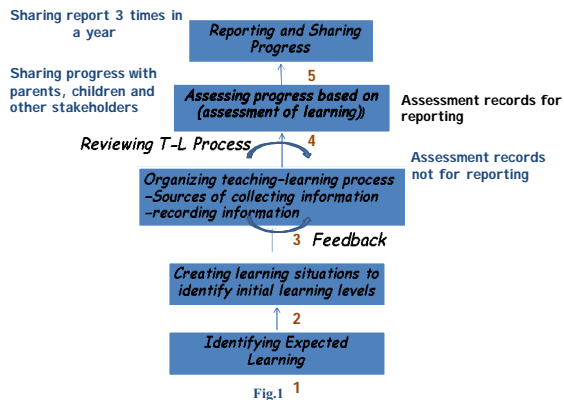 Sharing report 3 times in
a year
Reporting and Sharing
Progress
5
Sharing progress with
parents, children and
other stakeholders
Assessing progress based on
(assessment of learning))
Assessment records for
reporting
4
Reviewing T-L Process
Assessment records
not for reporting
Organizing teaching-learning process
-Sources of collecting information
-recording information
3 Feedback
Creating learning situations to
identify initial learning levels
2
Identifying Expected
Learning
Fig.1 1